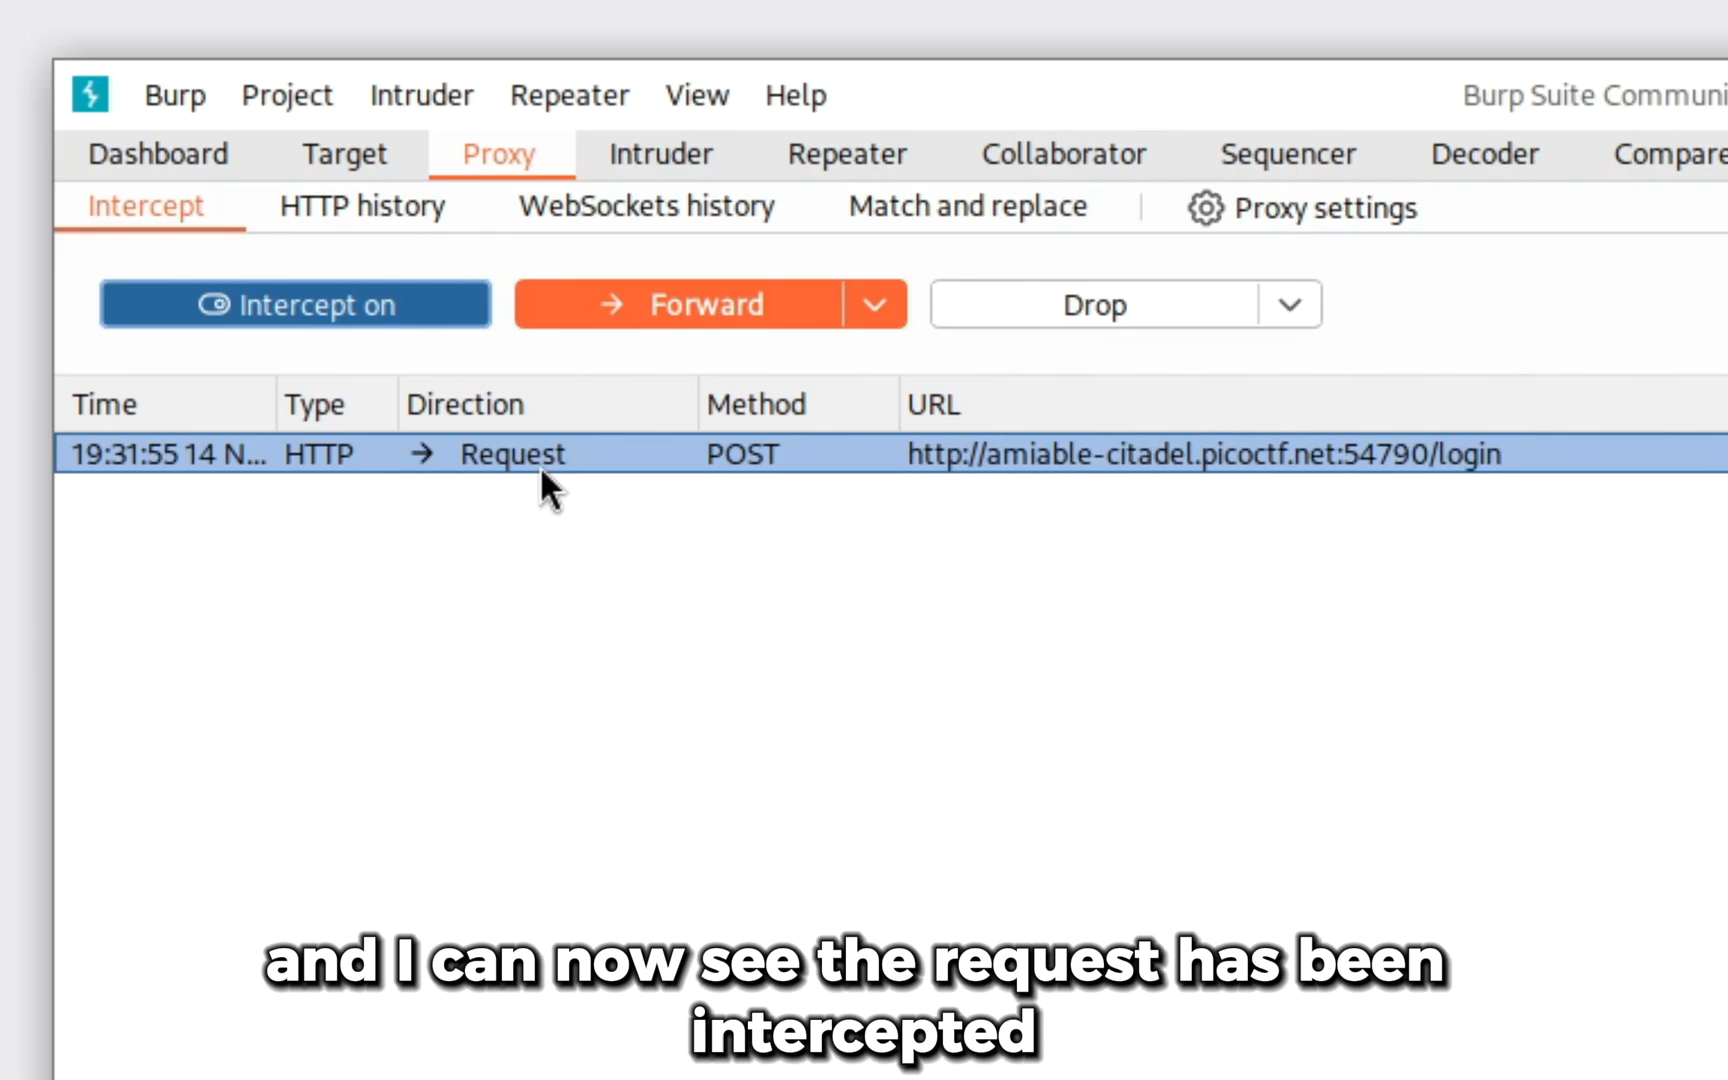 Burp Project Intruder Repeater View Help Burp Suite Communi
Dashboard Target Proxy Intruder Repeater Collaborator Sequencer Decoder Compare
Intercept HTTP history WebSockets history Match and replace Proxy settings
Intercept on → Forward Drop
Time Type Direction Method URL
19:31:55 14 N... HTTP → Request POST http://amiable-citadel.picoctf.net:54790/login
and I can now see the request has been
intercepted